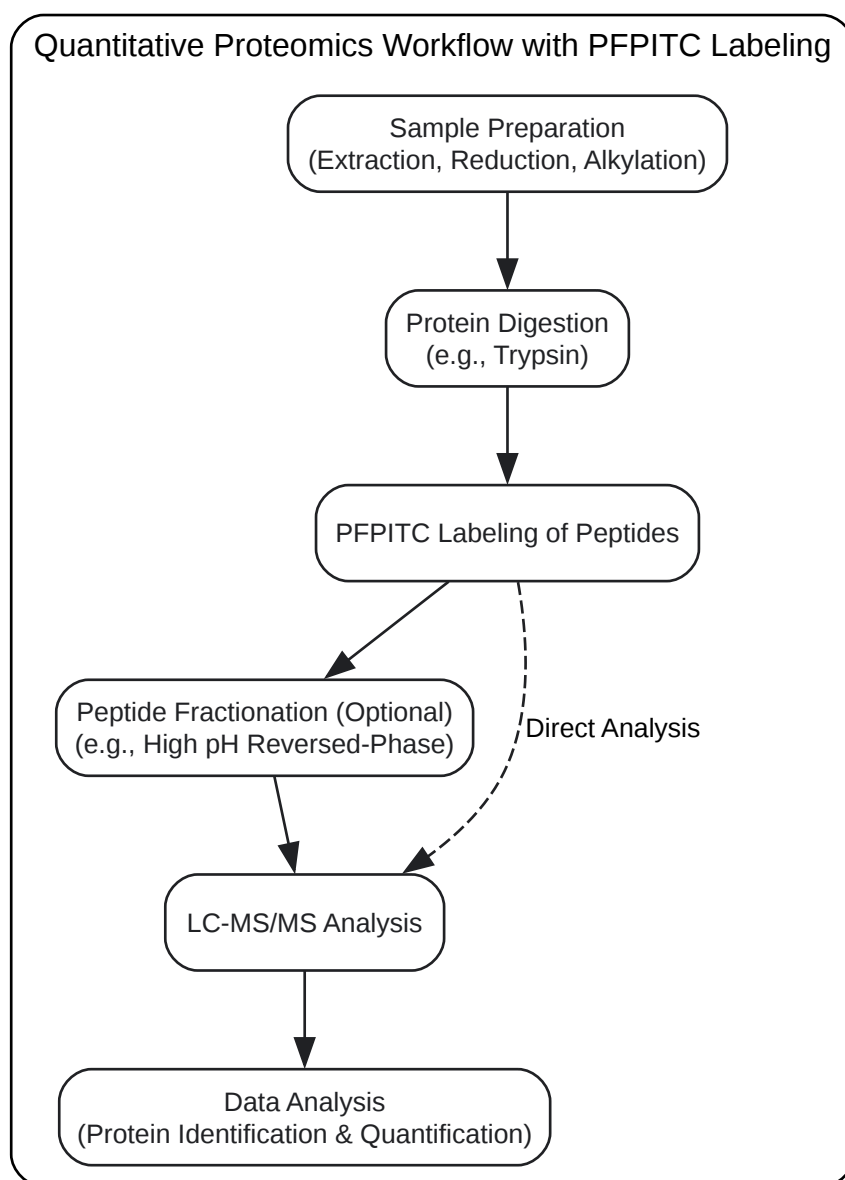 Quantitative Proteomics Workflow with PFPITC Labeling
Sample Preparation
(Extraction, Reduction, Alkylation)
Protein Digestion
(e.g., Trypsin)
PFPITC Labeling of Peptides
Peptide Fractionation (Optional)
(e.g., High pH Reversed-Phase)
Direct Analysis
LC-MS/MS Analysis
Data Analysis
(Protein Identification & Quantification)